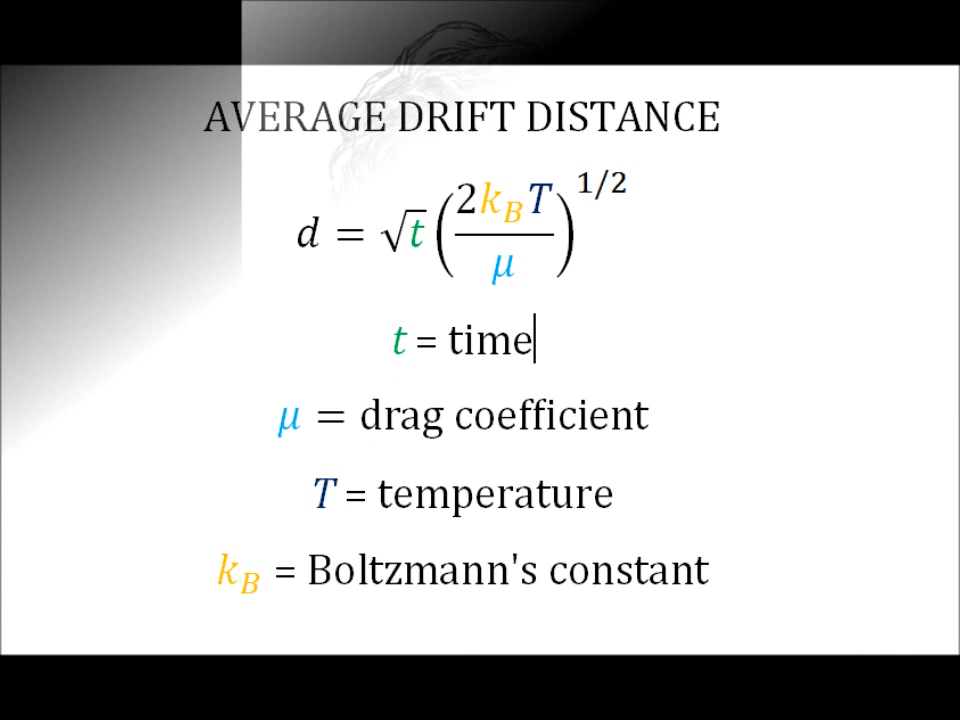 AVERAGE DRIFT DISTANCE
d = √t (2k_B T / μ)^1/2
t = time
μ = drag coefficient
T = temperature
k_B = Boltzmann's constant